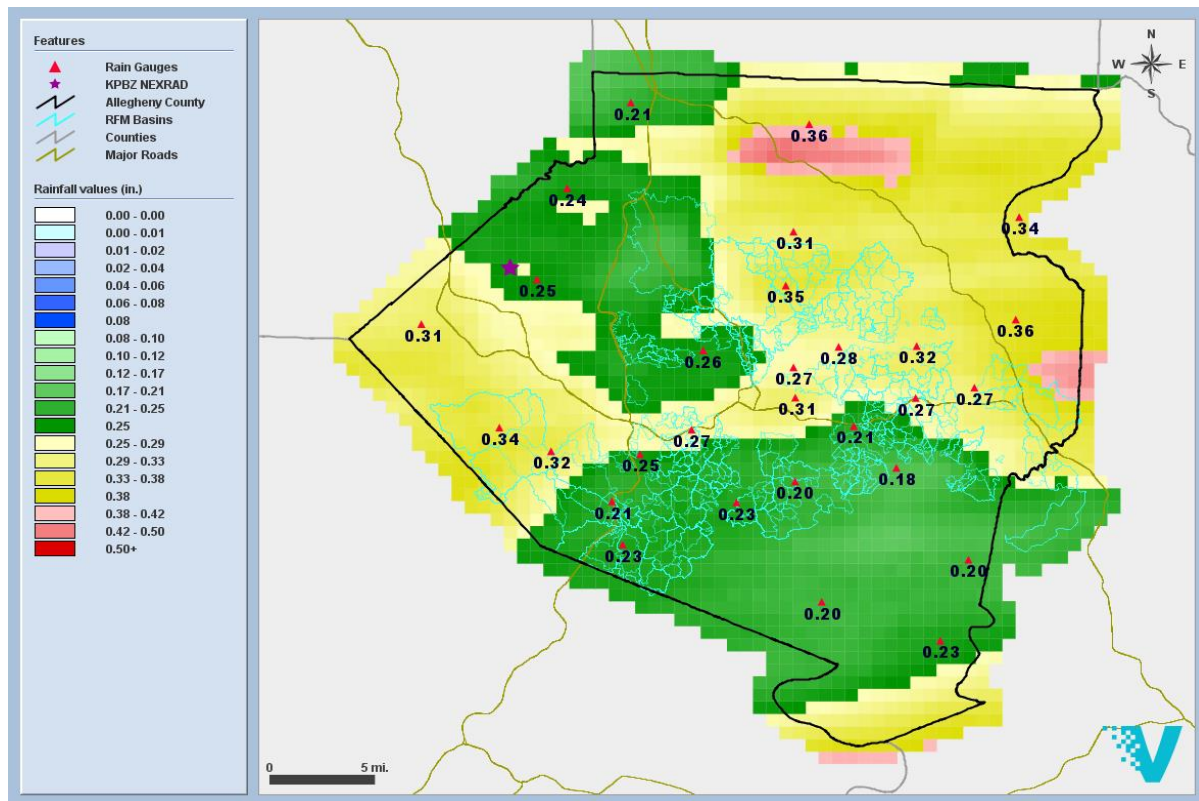 Features
Rain Gauges
KPBZ NEXRAD
Allegheny County
RFM Basins
Counties
Major Roads
Rainfall values (in.)
0.00 - 0.00
0.00 - 0.01
0.01 - 0.02
0.02 - 0.04
0.04 - 0.06
0.06 - 0.08
0.08
0.08 - 0.10
0.10 - 0.12
0.12 - 0.17
0.17 - 0.21
0.21 - 0.25
0.25
0.25 - 0.29
0.29 - 0.33
0.33 - 0.38
0.38
0.38 - 0.42
0.42 - 0.50
0.50+
N
W E
S
0.21
0.36
0.24
0.34
0.31
0.25
0.35
0.31
0.36
0.26
0.28
0.32
0.27
0.27
0.31
0.27
0.34
0.27
0.21
0.32
0.25
0.18
0.20
0.21
0.23
0.23
0.20
0.20
0.23
0 5 mi.
V